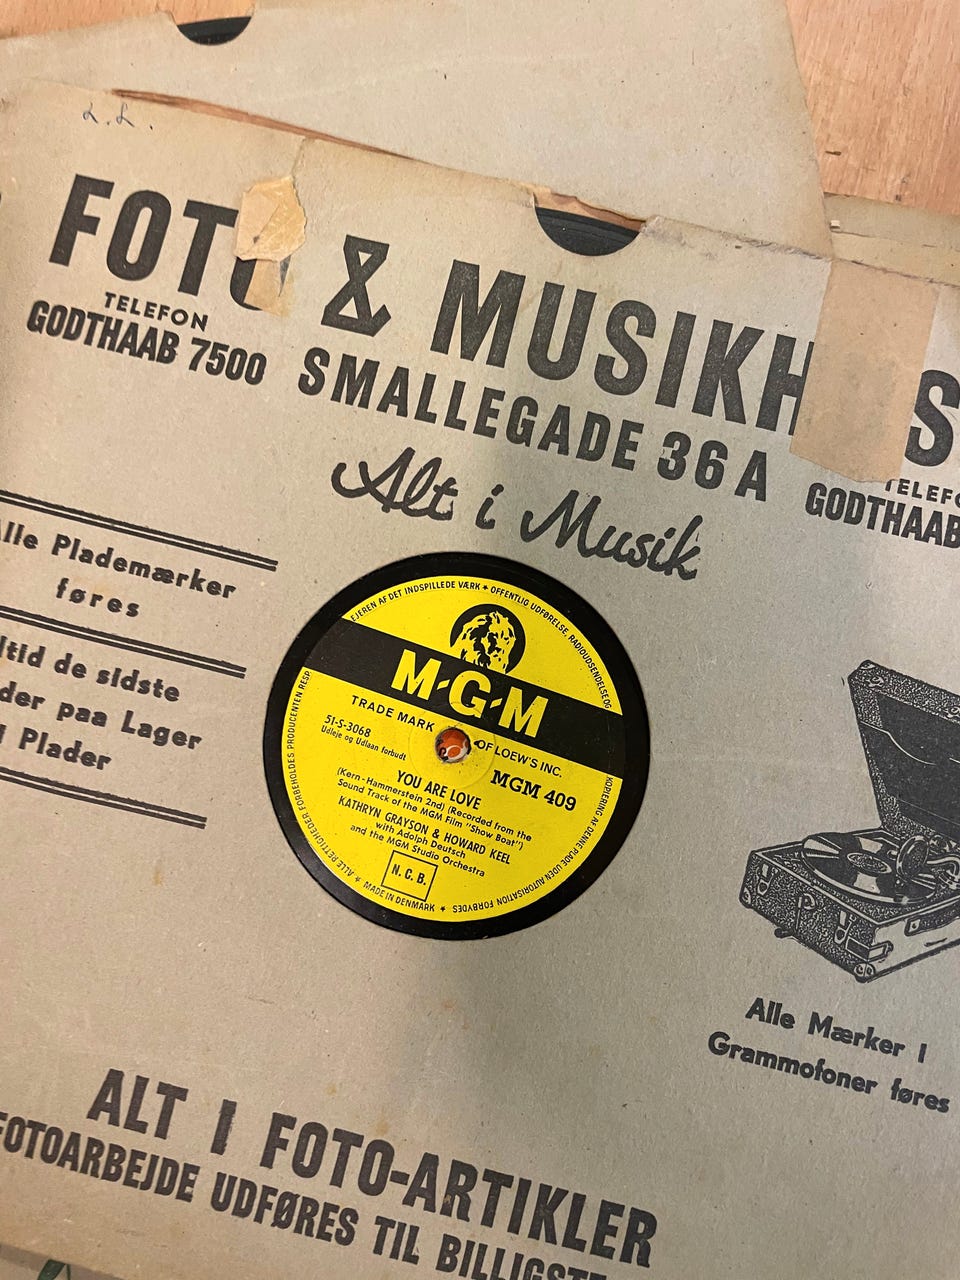 L.L.
FOTO & MUSIKH S
TELEFON
GODTHAAB 7500
SMALLEGADE 36 A
TELEFO
GODTHAAB
Alt i Musik
lle Plademærker
føres
ltid de sidste
der paa Lager
Plader
EJEREN AF DET INDSPILLEDE VÆRK ★ OFFENTLIG UDFØRELSE, RADIOUDSENDELSE OG
KOPIERING AF DENNE PLADE UDEN AUTORISATION FORBYDES ★ MADE IN DENMARK ★ ALLE RETTIGHEDER FORBEHOLDES PRODUCENTEN RESP.
M-G-M
TRADE MARK OF LOEW'S INC.
51-S-3068
Udleje og Udlaan forbudt
MGM 409
YOU ARE LOVE
(Kern-Hammerstein 2nd) (Recorded from the
Sound Track of the MGM Film "Show Boat")
KATHRYN GRAYSON & HOWARD KEEL
with Adolph Deutsch
and the MGM Studio Orchestra
N.C.B.
Alle Mærker I
Grammofoner føres
ALT I FOTO-ARTIKLER
FOTOARBEJDE UDFØRES TIL BILLIGSTE